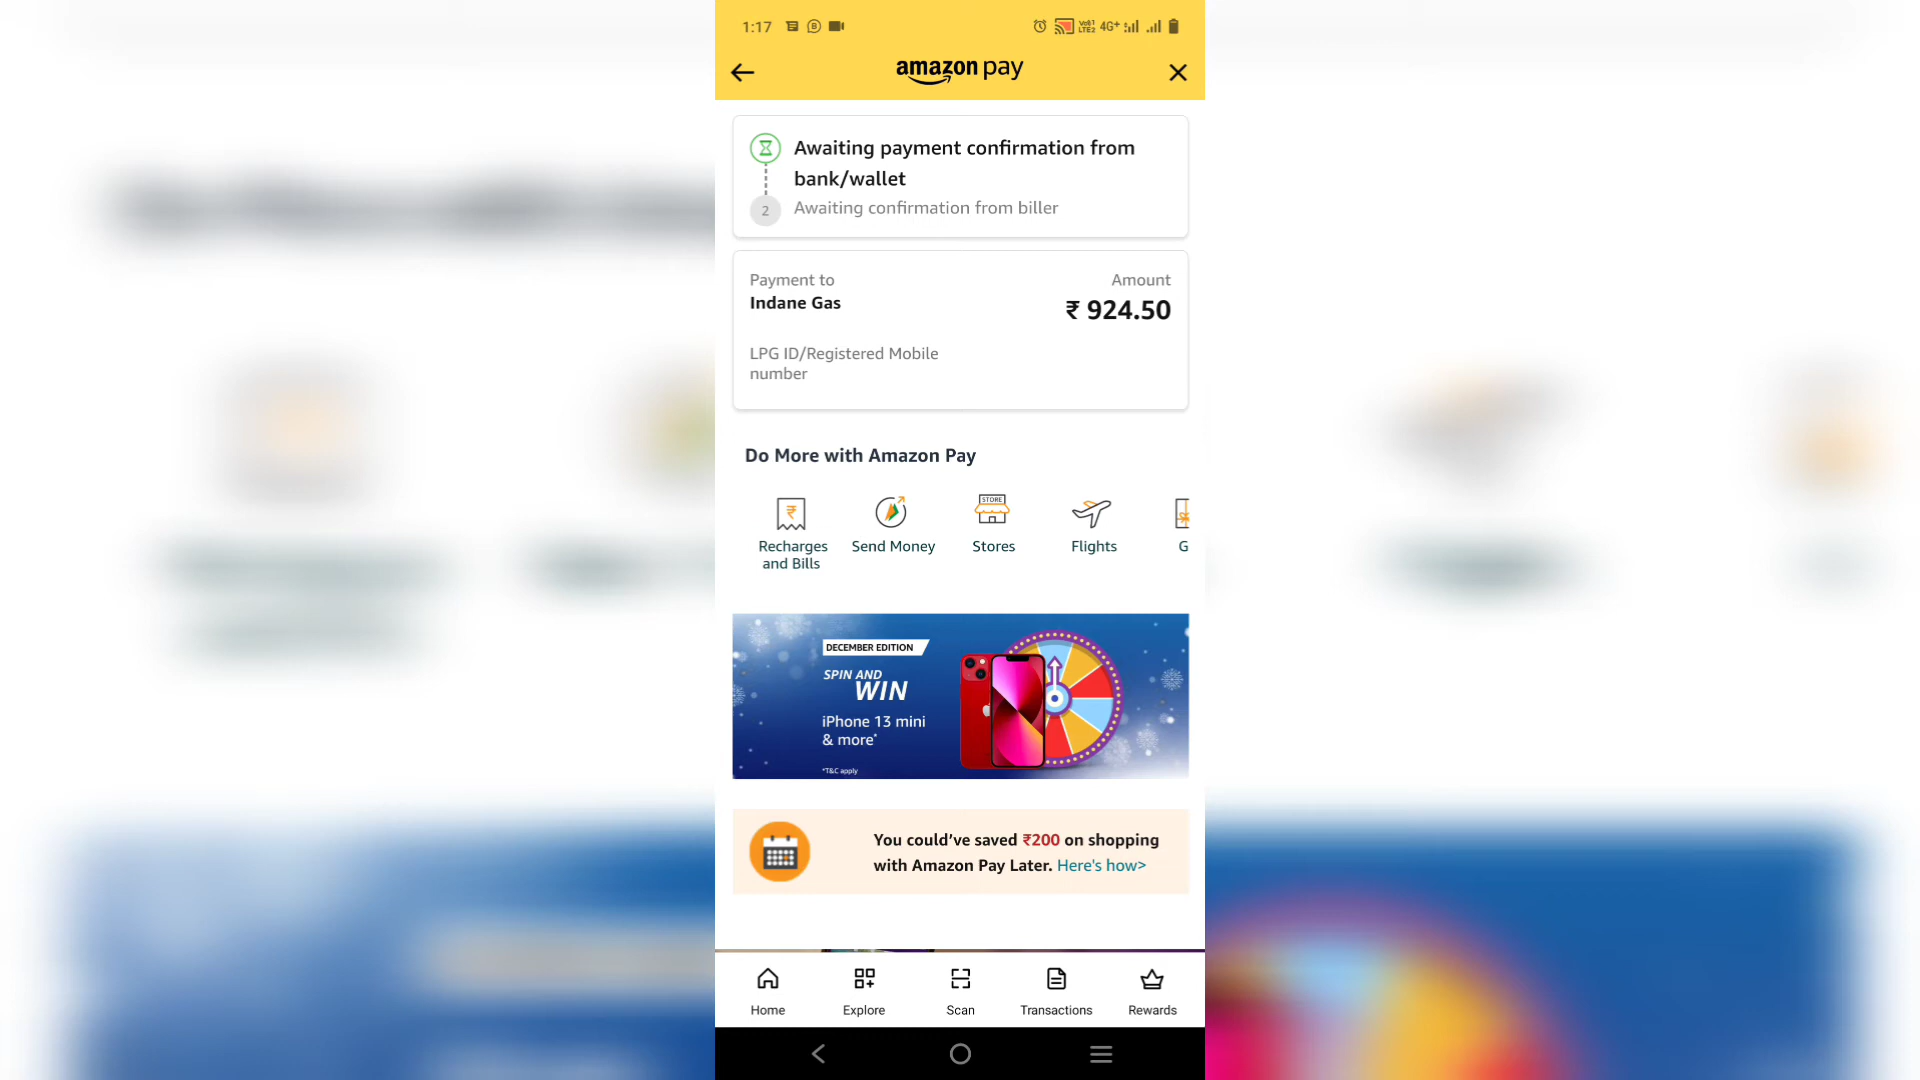 1:17
4G+
amazon pay
Awaiting payment confirmation from
bank/wallet
2
Awaiting confirmation from biller
Payment to
Amount
Indane Gas
₹ 924.50
LPG ID/Registered Mobile
number
Do More with Amazon Pay
STORE
Recharges
and Bills
Send Money
Stores
Flights
G
DECEMBER EDITION
SPIN AND
WIN
iPhone 13 mini
& more*
*T&C apply
You could’ve saved ₹200 on shopping
with Amazon Pay Later. Here's how>
Home
Explore
Scan
Transactions
Rewards